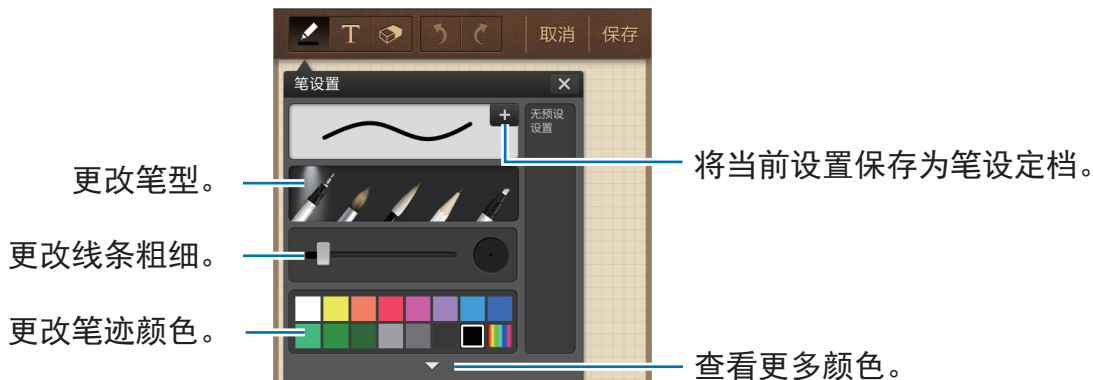 T 取消 保存
笔设置
无预设
设置
将当前设置保存为笔设定档。
更改笔型。
更改线条粗细。
更改笔迹颜色。
查看更多颜色。